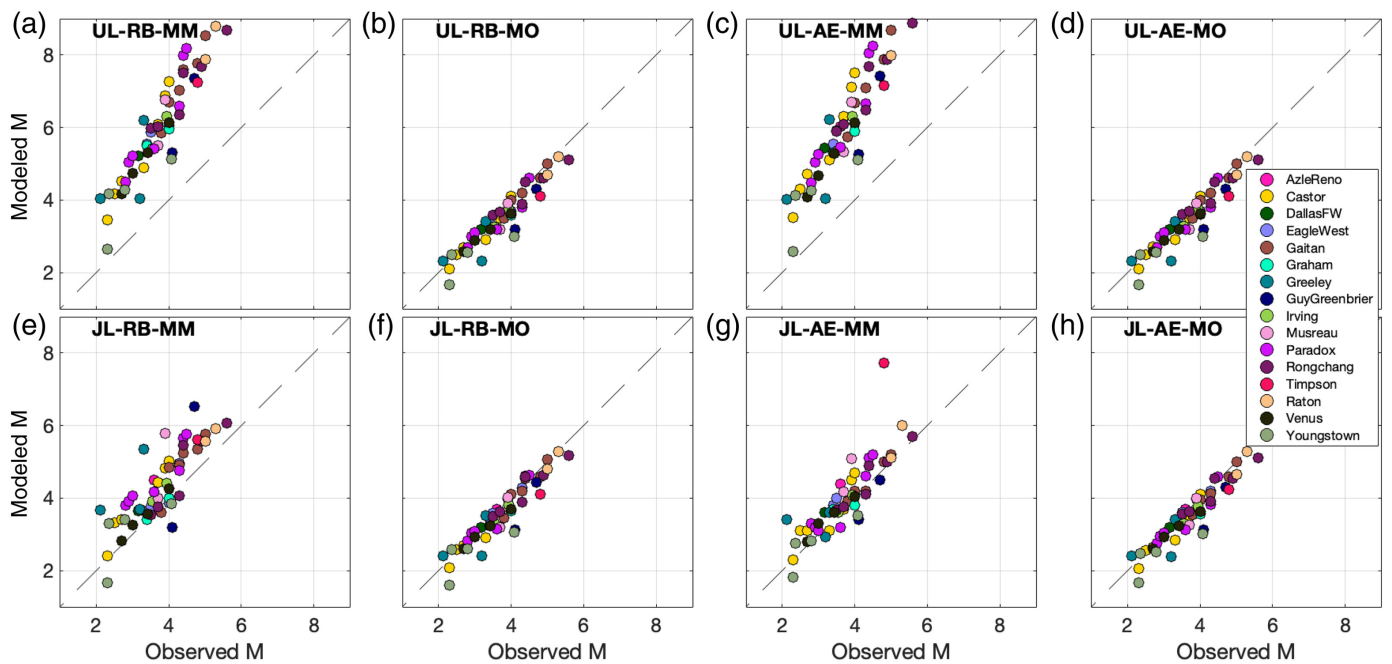 (a) (b) (c) (d)
UL-RB-MM UL-RB-MO UL-AE-MM UL-AE-MO
8
6
4
2
Modeled M
AzleReno
Castor
DallasFW
EagleWest
Gaitan
Graham
Greeley
GuyGreenbrier
Irving
Musreau
Paradox
Rongchang
Timpson
Raton
Venus
Youngstown
(e) (f) (g) (h)
JL-RB-MM JL-RB-MO JL-AE-MM JL-AE-MO
8
6
4
2
Modeled M
2 4 6 8 2 4 6 8 2 4 6 8 2 4 6 8
Observed M Observed M Observed M Observed M